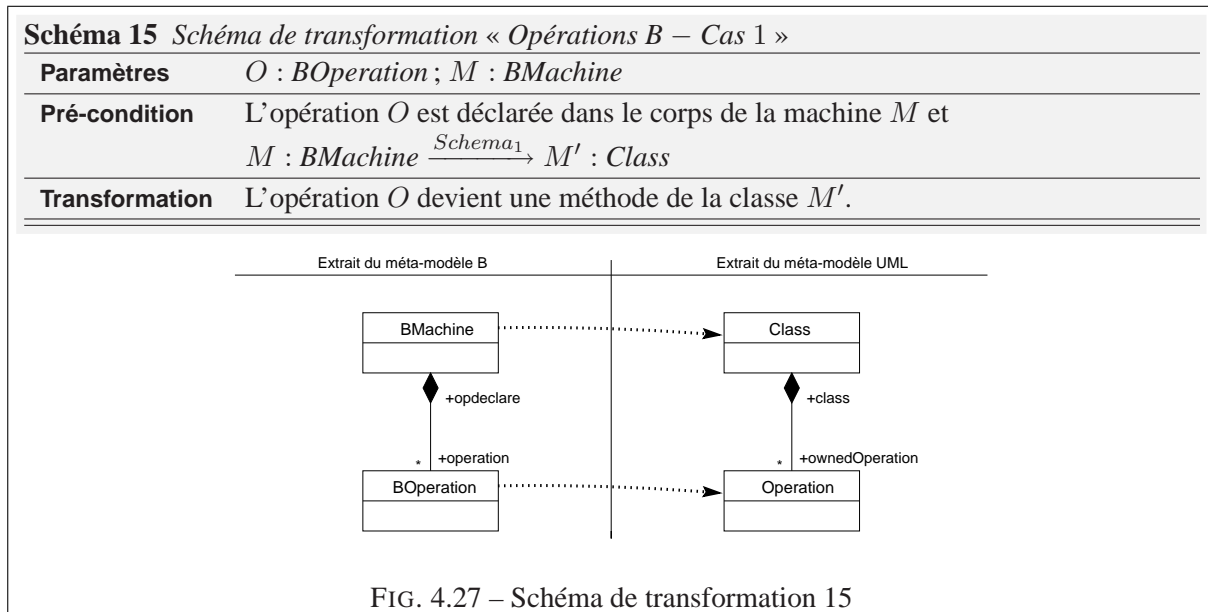 Schéma 15 Schéma de transformation « Opérations B – Cas 1 »
Paramètres O : BOperation ; M : BMachine
Pré-condition L'opération O est déclarée dans le corps de la machine M et
M : BMachine —Schema₁→ M′ : Class
Transformation L'opération O devient une méthode de la classe M′.
Extrait du méta-modèle B Extrait du méta-modèle UML
BMachine Class
+opdeclare +class
* +operation * +ownedOperation
BOperation Operation
FIG. 4.27 – Schéma de transformation 15